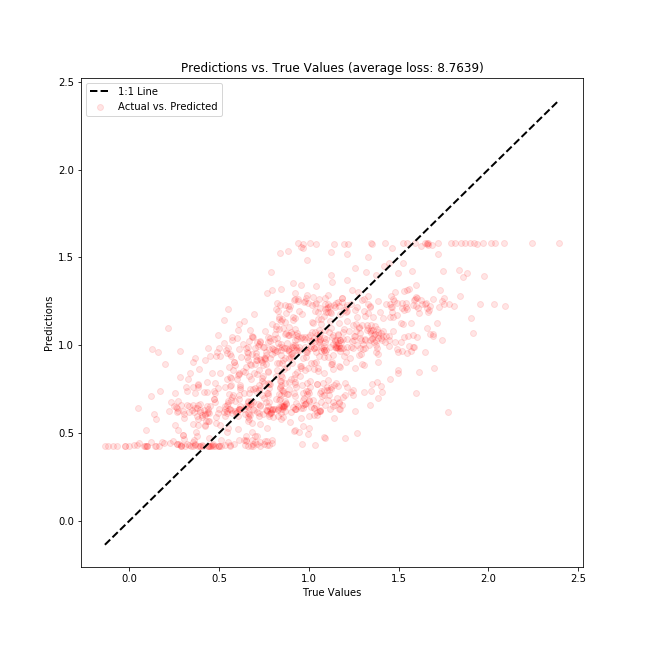 Predictions vs. True Values (average loss: 8.7639)
1:1 Line
Actual vs. Predicted
2.5
2.0
1.5
1.0
0.5
0.0
Predictions
0.0 0.5 1.0 1.5 2.0 2.5
True Values